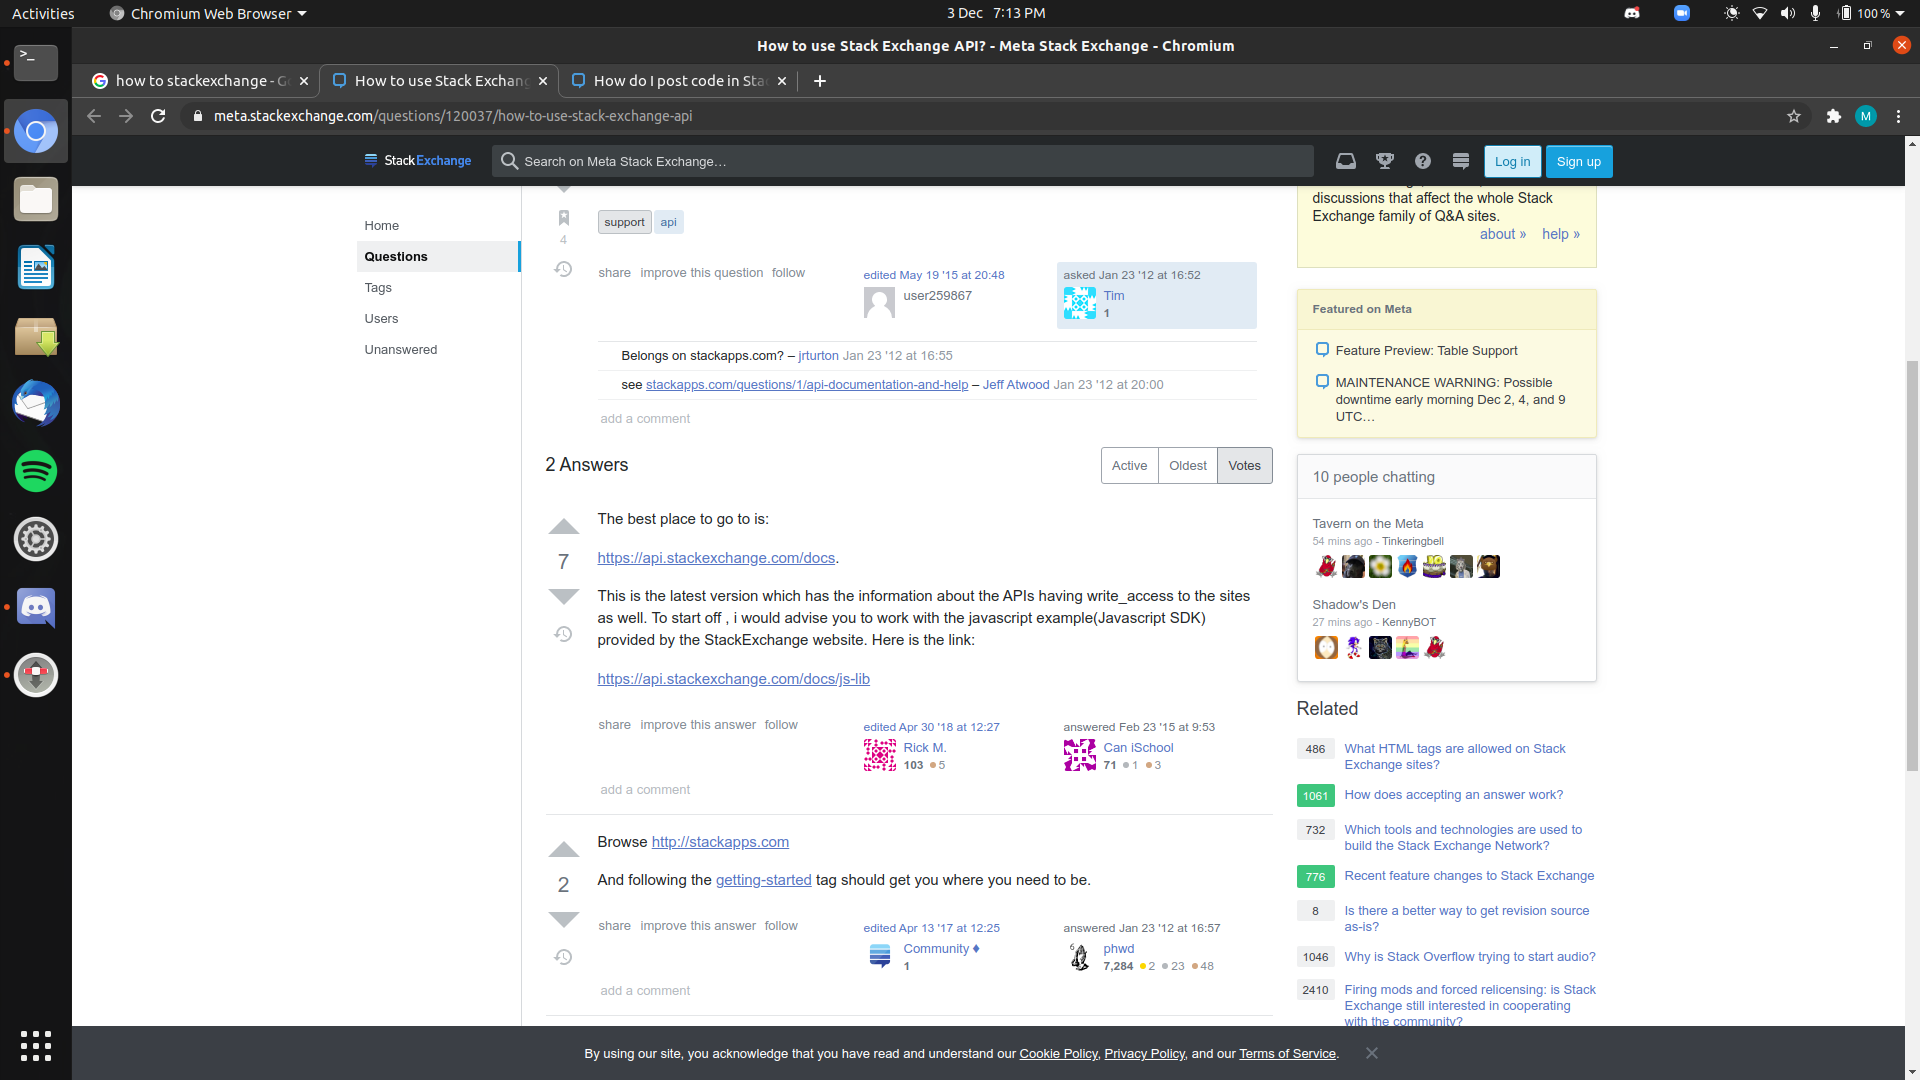 Activities
Chromium Web Browser
3 Dec 7:13 PM
100 %
How to use Stack Exchange API? - Meta Stack Exchange - Chromium
how to stackexchange - G
How to use Stack Exchang
How do I post code in Sta
meta.stackexchange.com/questions/120037/how-to-use-stack-exchange-api
M
StackExchange
Search on Meta Stack Exchange…
Log in
Sign up
Home
Questions
Tags
Users
Unanswered
4
support
api
share improve this question follow
edited May 19 '15 at 20:48
user259867
asked Jan 23 '12 at 16:52
Tim
1
Belongs on stackapps.com? – jrturton Jan 23 '12 at 16:55
see stackapps.com/questions/1/api-documentation-and-help – Jeff Atwood Jan 23 '12 at 20:00
add a comment
2 Answers
Active
Oldest
Votes
7
The best place to go to is:
https://api.stackexchange.com/docs.
This is the latest version which has the information about the APIs having write_access to the sites
as well. To start off , i would advise you to work with the javascript example(Javascript SDK)
provided by the StackExchange website. Here is the link:
https://api.stackexchange.com/docs/js-lib
share improve this answer follow
edited Apr 30 '18 at 12:27
Rick M.
103 5
answered Feb 23 '15 at 9:53
Can iSchool
71 1 3
add a comment
2
Browse http://stackapps.com
And following the getting-started tag should get you where you need to be.
share improve this answer follow
edited Apr 13 '17 at 12:25
Community ♦
1
answered Jan 23 '12 at 16:57
phwd
7,284 2 23 48
add a comment
discussions that affect the whole Stack
Exchange family of Q&A sites.
about » help »
Featured on Meta
Feature Preview: Table Support
MAINTENANCE WARNING: Possible
downtime early morning Dec 2, 4, and 9
UTC…
10 people chatting
Tavern on the Meta
54 mins ago - Tinkeringbell
Shadow's Den
27 mins ago - KennyBOT
Related
486 What HTML tags are allowed on Stack
Exchange sites?
1061 How does accepting an answer work?
732 Which tools and technologies are used to
build the Stack Exchange Network?
776 Recent feature changes to Stack Exchange
8 Is there a better way to get revision source
as-is?
1046 Why is Stack Overflow trying to start audio?
2410 Firing mods and forced relicensing: is Stack
Exchange still interested in cooperating
with the community?
By using our site, you acknowledge that you have read and understand our Cookie Policy, Privacy Policy, and our Terms of Service.